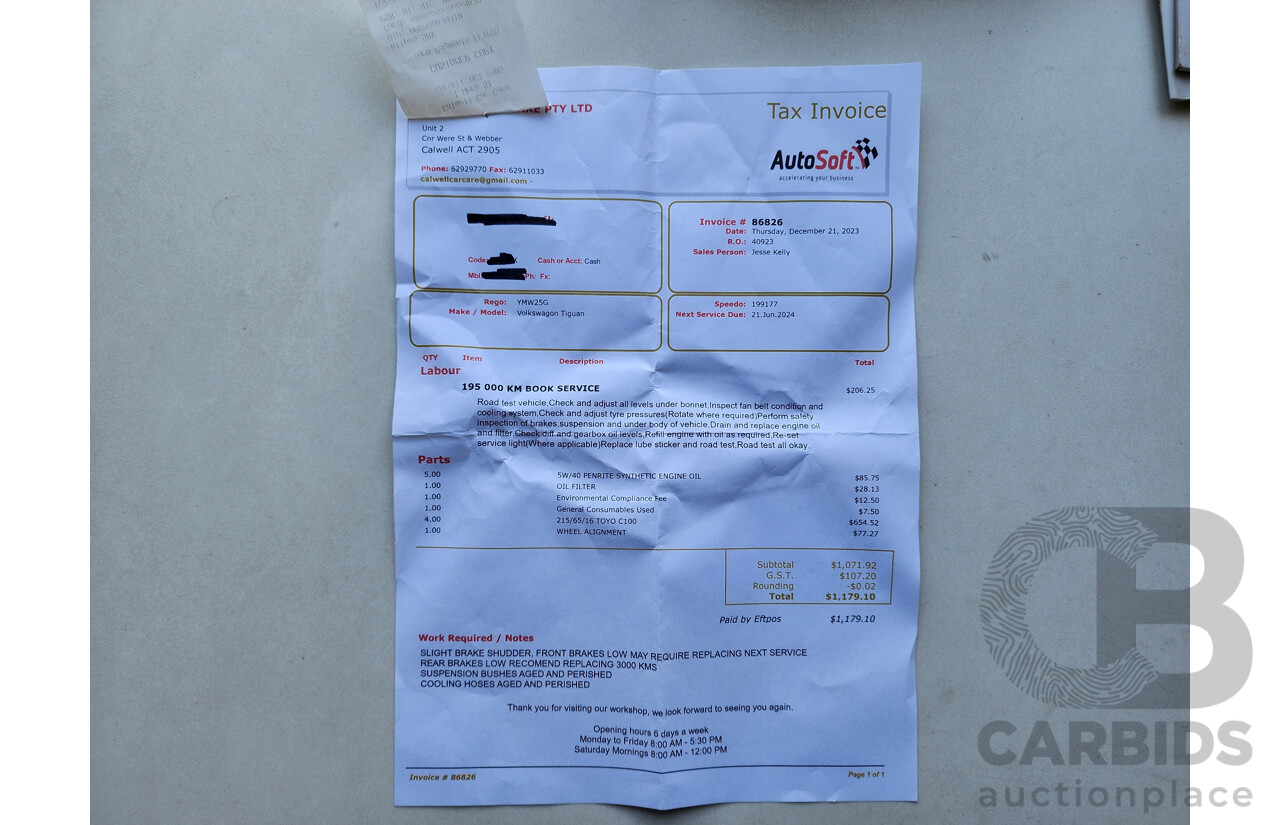 CUSTOMER COPY
PTY LTD
Tax Invoice
Unit 2
Cnr Were St & Webber
Calwell ACT 2905
Phone: 62929770 Fax: 62911033
calwellcarcare@gmail.com -
AutoSoft
accelerating your business
Code: Cash or Acct: Cash
Mbl: Ph: Fx:
Invoice # 86826
Date: Thursday, December 21, 2023
R.O.: 40923
Sales Person: Jesse Kelly
Rego: YMW25G
Make / Model: Volkswagon Tiguan
Speedo: 199177
Next Service Due: 21.Jun.2024
QTY Item Description Total
Labour
195 000 KM BOOK SERVICE $206.25
Road test vehicle,Check and adjust all levels under bonnet.Inspect fan belt condition and
cooling system,Check and adjust tyre pressures(Rotate where required)Perform safety
inspection of brakes,suspension and under body of vehicle,Drain and replace engine oil
and filter,Check diff and gearbox oil levels,Refill engine with oil as required,Re-set
service light(Where applicable)Replace lube sticker and road test,Road test all okay.
Parts
5.00 5W/40 PENRITE SYNTHETIC ENGINE OIL $85.75
1.00 OIL FILTER $28.13
1.00 Environmental Compliance Fee $12.50
1.00 General Consumables Used $7.50
4.00 215/65/16 TOYO C100 $654.52
1.00 WHEEL ALIGNMENT $77.27
Subtotal $1,071.92
G.S.T. $107.20
Rounding -$0.02
Total $1,179.10
Paid by Eftpos $1,179.10
Work Required / Notes
SLIGHT BRAKE SHUDDER, FRONT BRAKES LOW MAY REQUIRE REPLACING NEXT SERVICE
REAR BRAKES LOW RECOMEND REPLACING 3000 KMS
SUSPENSION BUSHES AGED AND PERISHED
COOLING HOSES AGED AND PERISHED
Thank you for visiting our workshop, we look forward to seeing you again.
Opening hours 6 days a week
Monday to Friday 8:00 AM - 5:30 PM
Saturday Mornings 8:00 AM - 12:00 PM
Invoice # 86826
Page 1 of 1
CB
CARBIDS
auctionplace